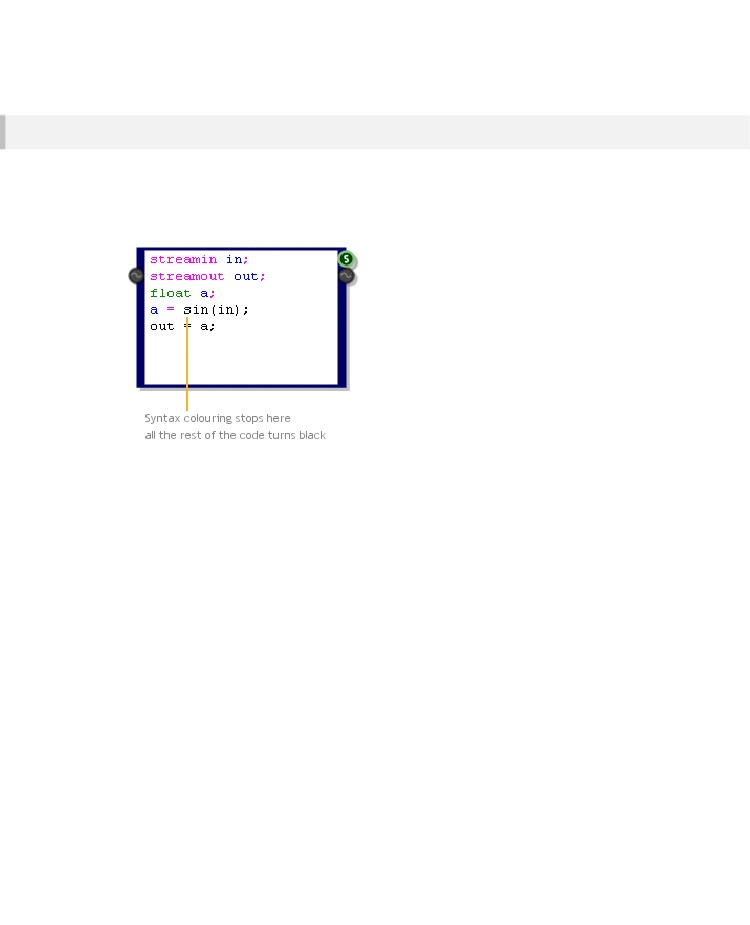 streamin in;
S
streamout out;
float a;
a = sin(in);
out = a;
Syntax colouring stops here
all the rest of the code turns black